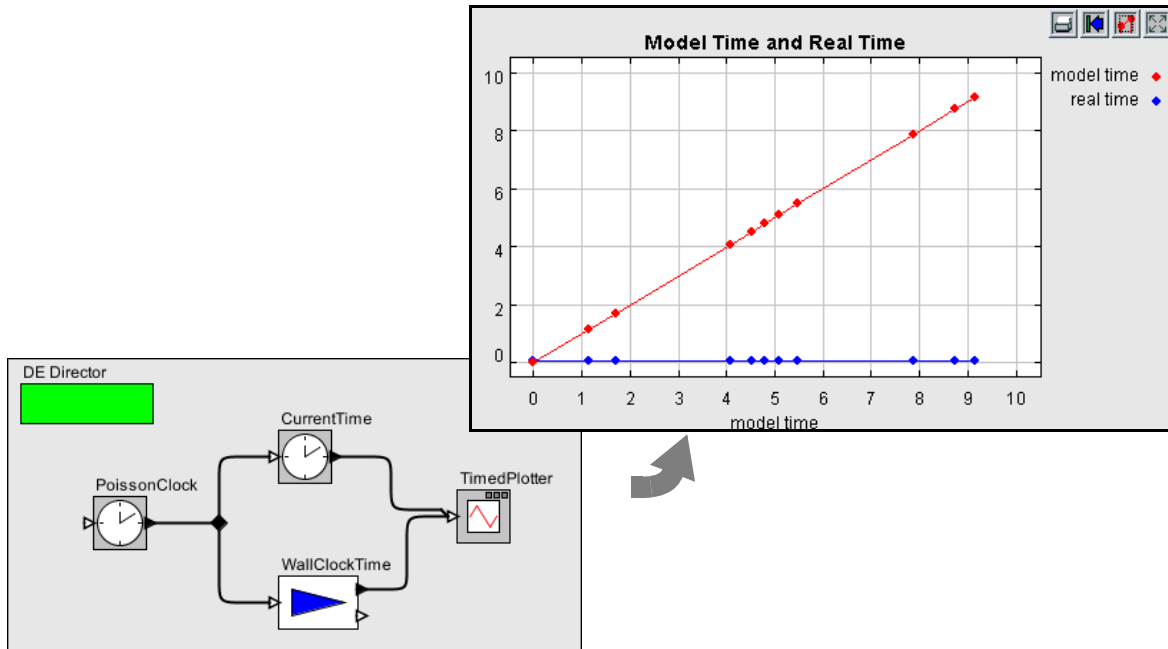 Model Time and Real Time
model time
real time
10
8
6
4
2
0
0 1 2 3 4 5 6 7 8 9 10
model time
DE Director
CurrentTime
PoissonClock
TimedPlotter
WallClockTime